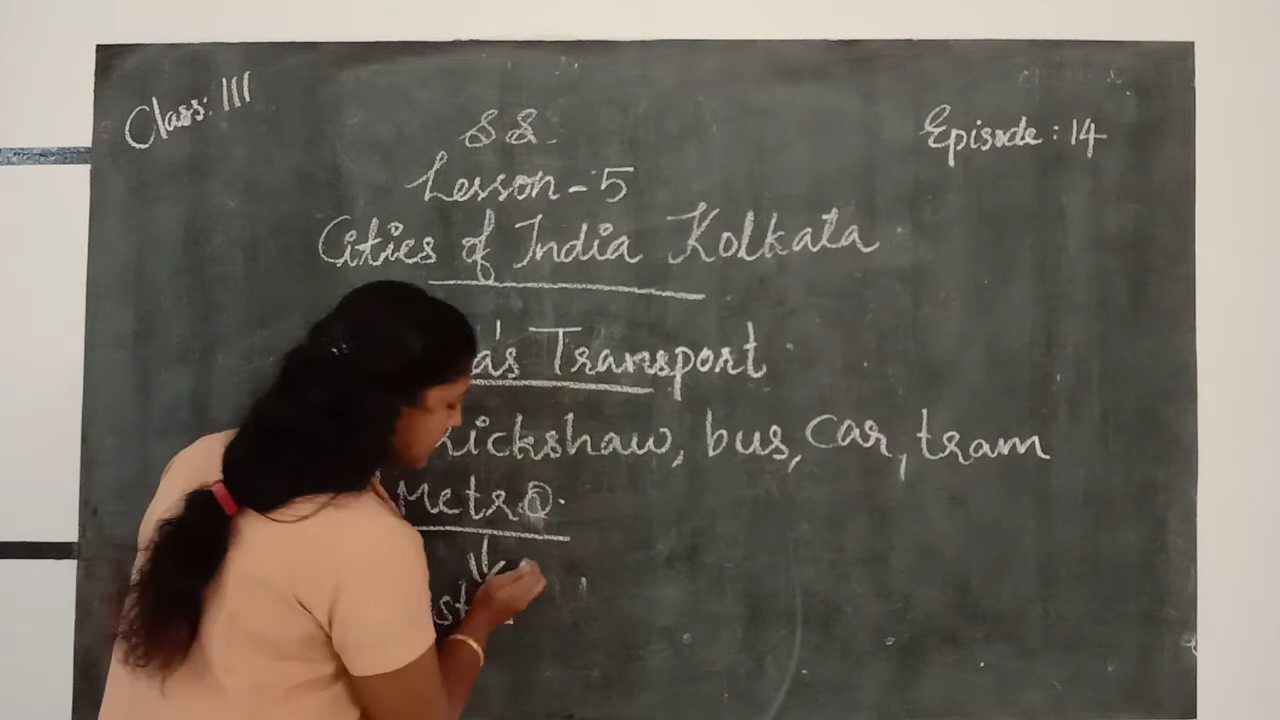 Class: III
S S.
Episode: 14
Lesson - 5
Cities of India Kolkata
Transport
Rickshaw, bus, Car, tram
Metro.